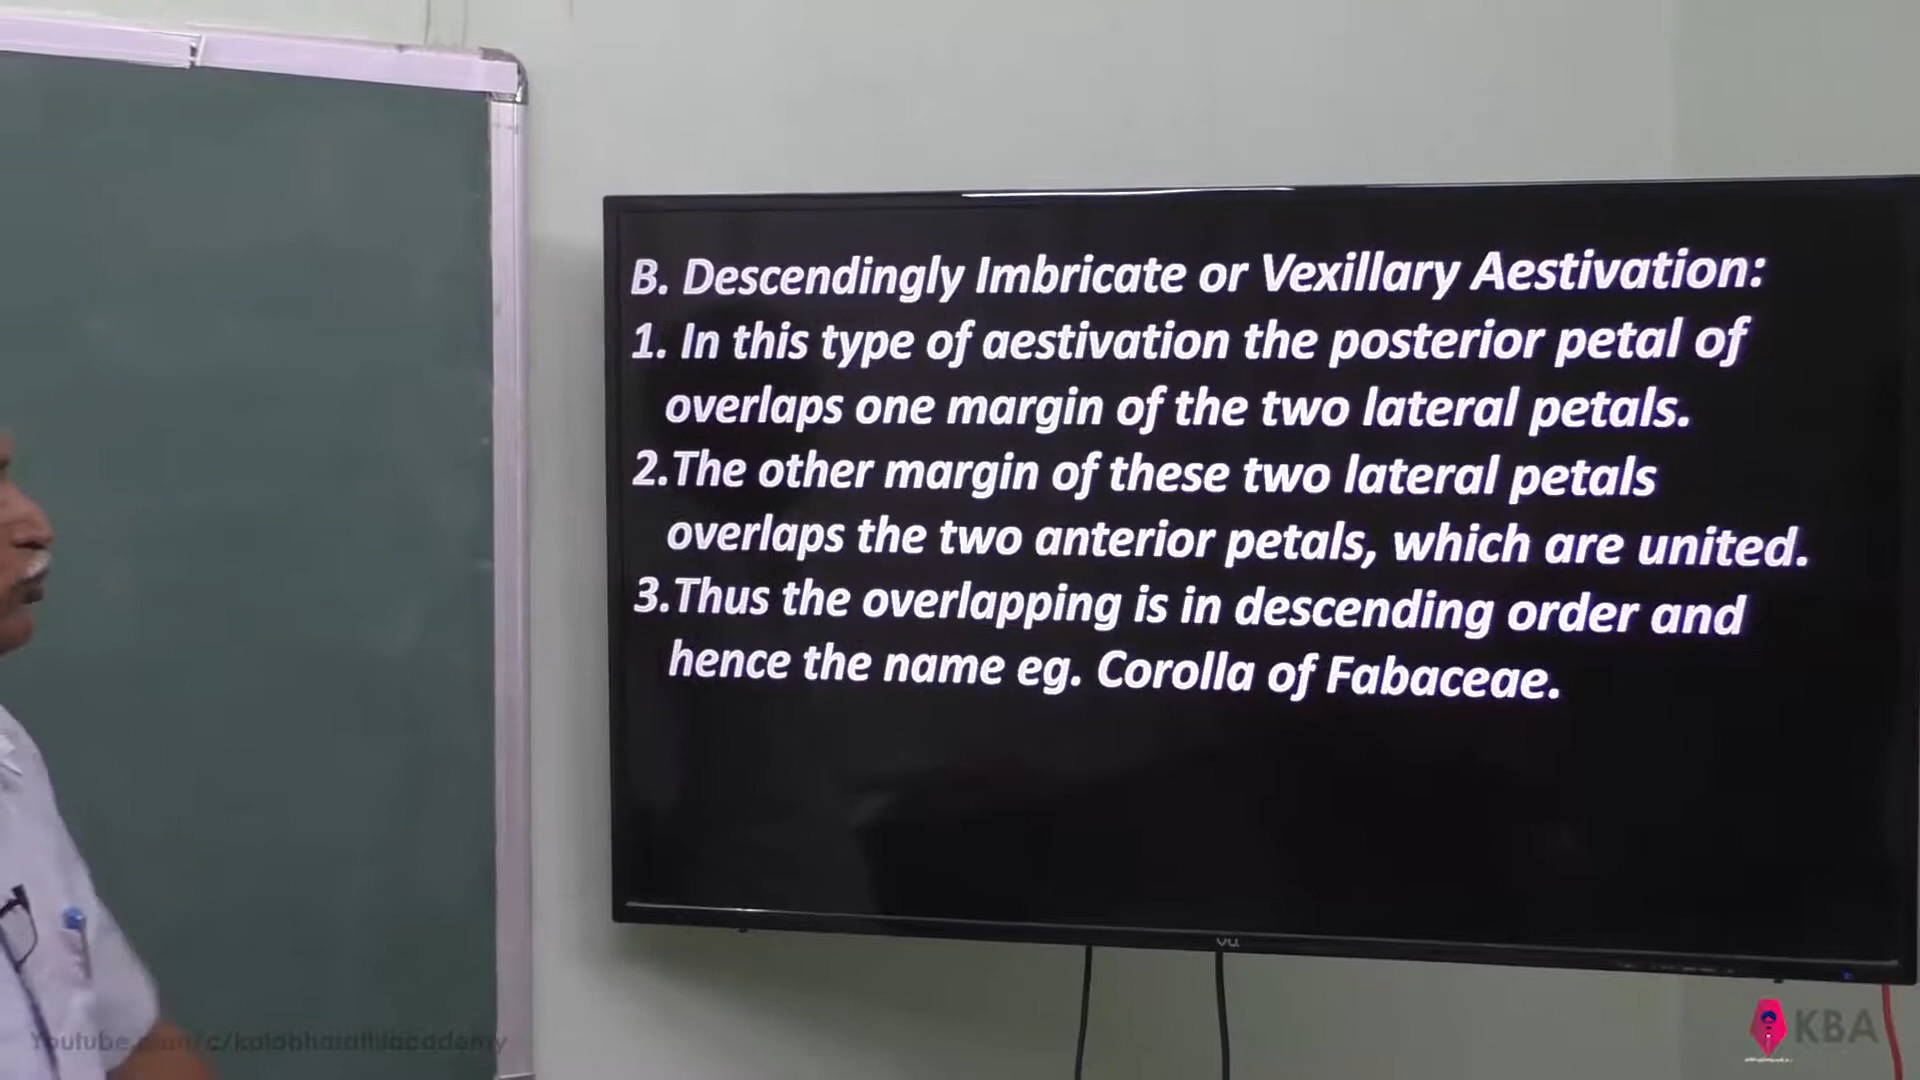 B. Descendingly Imbricate or Vexillary Aestivation:
1. In this type of aestivation the posterior petal of
overlaps one margin of the two lateral petals.
2.The other margin of these two lateral petals
overlaps the two anterior petals, which are united.
3.Thus the overlapping is in descending order and
hence the name eg. Corolla of Fabaceae.
Vu
KBA